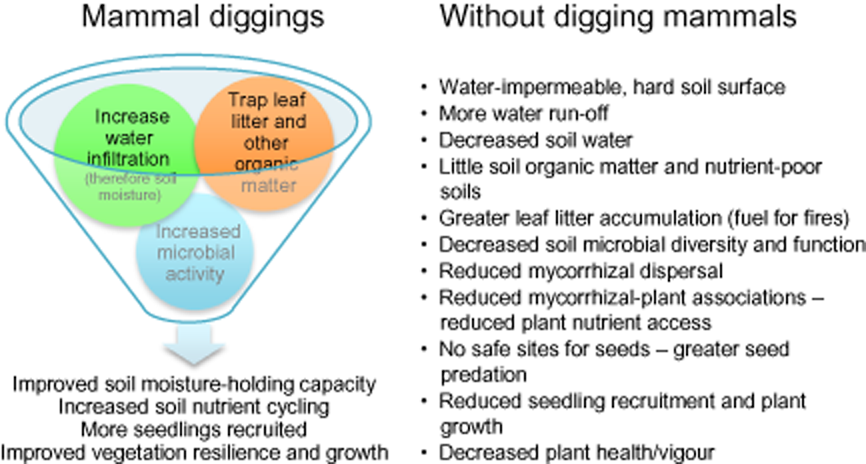 Mammal diggings
Increase
water
infiltration
(therefore soil
moisture)
Trap leaf
litter and
other
organic
matter
Increased
microbial
activity
Improved soil moisture-holding capacity
Increased soil nutrient cycling
More seedlings recruited
Improved vegetation resilience and growth
Without digging mammals
• Water-impermeable, hard soil surface
• More water run-off
• Decreased soil water
• Little soil organic matter and nutrient-poor
soils
• Greater leaf litter accumulation (fuel for fires)
• Decreased soil microbial diversity and function
• Reduced mycorrhizal dispersal
• Reduced mycorrhizal-plant associations –
reduced plant nutrient access
• No safe sites for seeds – greater seed
predation
• Reduced seedling recruitment and plant
growth
• Decreased plant health/vigour